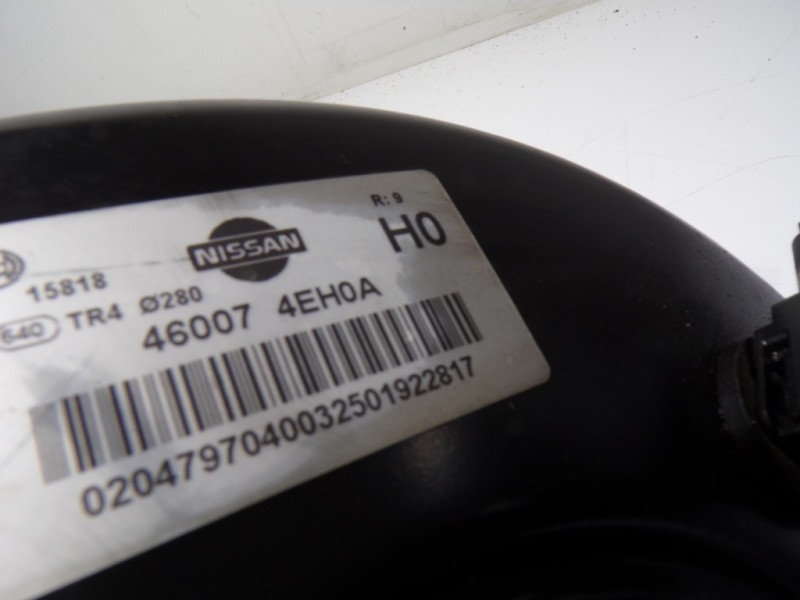 R: 9
NISSAN H0
15818
640 TR4 Ø280
46007 4EH0A
0204797040032501922817